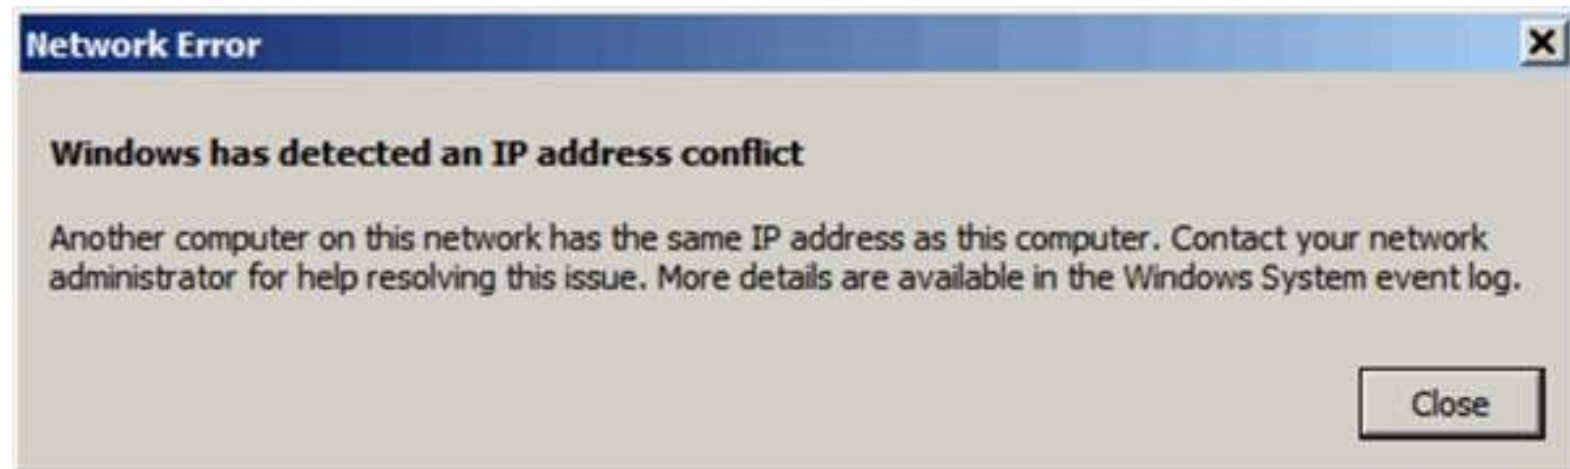 Network Error
Windows has detected an IP address conflict
Another computer on this network has the same IP address as this computer. Contact your network
administrator for help resolving this issue. More details are available in the Windows System event log.
Close